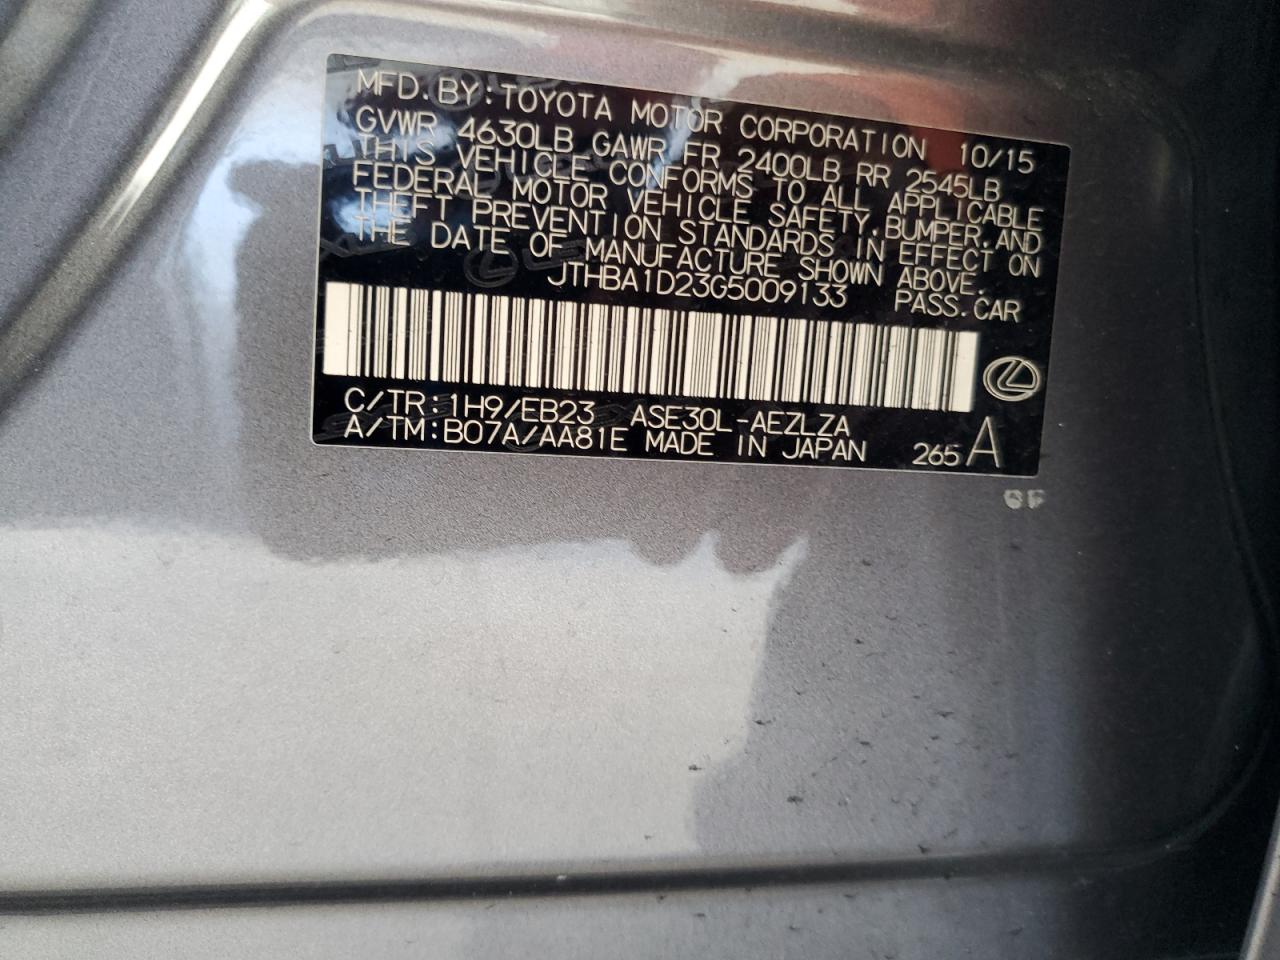 MFD. BY: TOYOTA MOTOR CORPORATION 10/15
GVWR 4630LB GAWR FR 2400LB RR 2545LB
THIS VEHICLE CONFORMS TO ALL APPLICABLE
FEDERAL MOTOR VEHICLE SAFETY, BUMPER, AND
THEFT PREVENTION STANDARDS IN EFFECT ON
THE DATE OF MANUFACTURE SHOWN ABOVE.
JTHBA1D23G5009133 PASS. CAR
C/TR: 1H9/EB23 ASE30L-AEZLZA
A/TM: B07A/AA81E MADE IN JAPAN 265 A